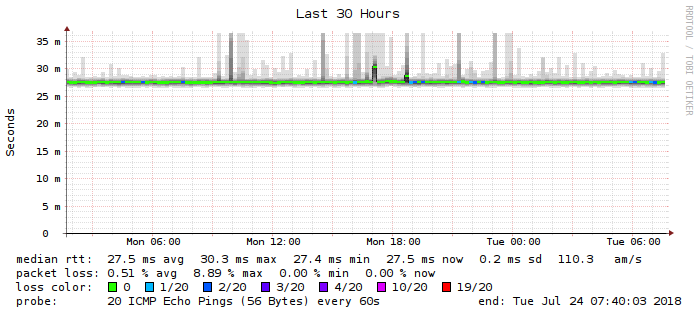 Last 30 Hours
RRDTOOL / TOBI OETIKER
Seconds
35 m
30 m
25 m
20 m
15 m
10 m
5 m
0
Mon 06:00 Mon 12:00 Mon 18:00 Tue 00:00 Tue 06:00
median rtt: 27.5 ms avg 30.3 ms max 27.4 ms min 27.5 ms now 0.2 ms sd 110.3 am/s
packet loss: 0.51 % avg 8.89 % max 0.00 % min 0.00 % now
loss color: 0 1/20 2/20 3/20 4/20 10/20 19/20
probe: 20 ICMP Echo Pings (56 Bytes) every 60s end: Tue Jul 24 07:40:03 2018